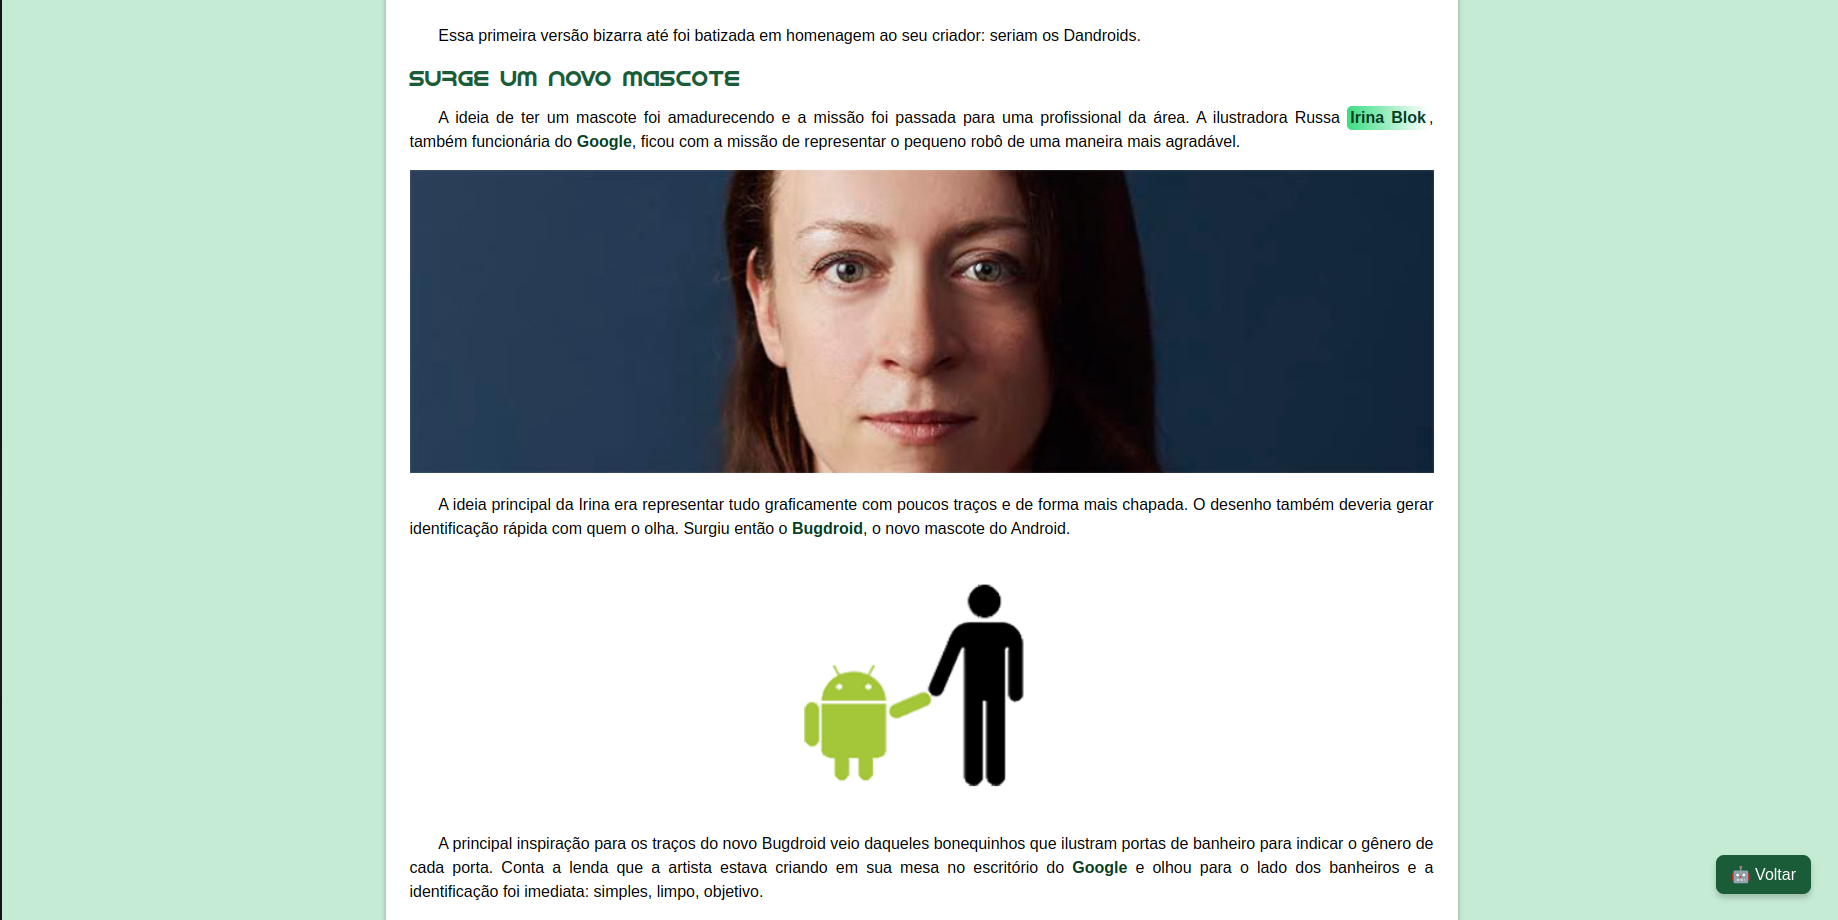 Essa primeira versão bizarra até foi batizada em homenagem ao seu criador: seriam os Dandroids.
SURGE UM NOVO MASCOTE
A ideia de ter um mascote foi amadurecendo e a missão foi passada para uma profissional da área. A ilustradora Russa Irina Blok,
também funcionária do Google, ficou com a missão de representar o pequeno robô de uma maneira mais agradável.
A ideia principal da Irina era representar tudo graficamente com poucos traços e de forma mais chapada. O desenho também deveria gerar
identificação rápida com quem o olha. Surgiu então o Bugdroid, o novo mascote do Android.
A principal inspiração para os traços do novo Bugdroid veio daqueles bonequinhos que ilustram portas de banheiro para indicar o gênero de
cada porta. Conta a lenda que a artista estava criando em sua mesa no escritório do Google e olhou para o lado dos banheiros e a
identificação foi imediata: simples, limpo, objetivo.
🤖 Voltar